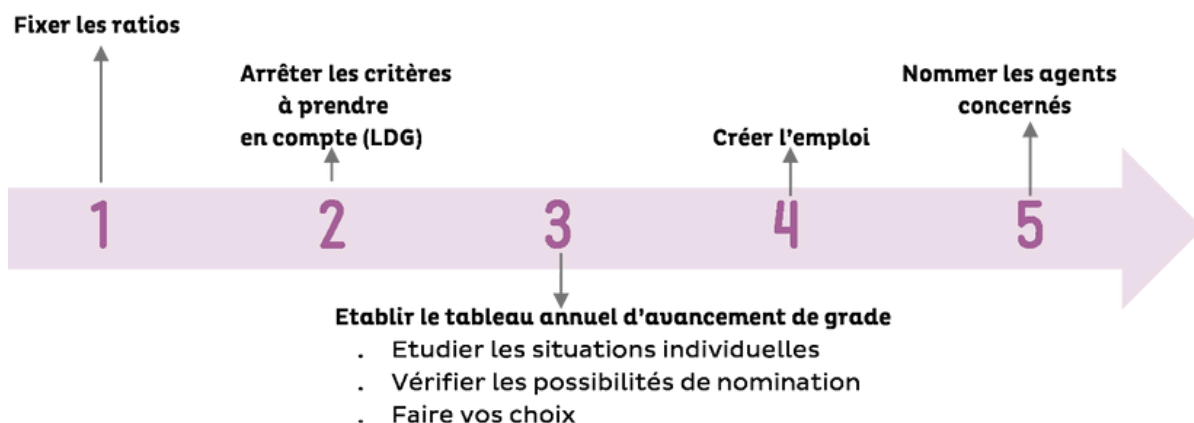 Fixer les ratios
1
Arrêter les critères
à prendre
en compte (LDG)
2
3
Etablir le tableau annuel d'avancement de grade
. Etudier les situations individuelles
. Vérifier les possibilités de nomination
. Faire vos choix
Créer l'emploi
4
Nommer les agents
concernés
5